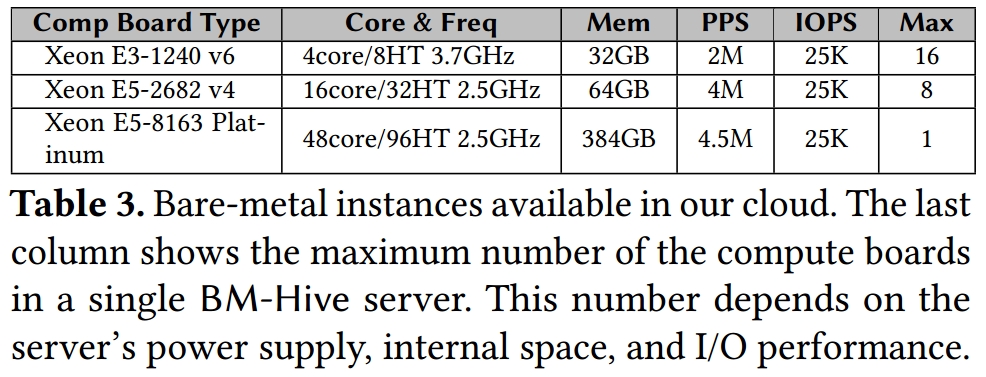 Comp Board Type Core & Freq Mem PPS IOPS Max
Xeon E3-1240 v6 4core/8HT 3.7GHz 32GB 2M 25K 16
Xeon E5-2682 v4 16core/32HT 2.5GHz 64GB 4M 25K 8
Xeon E5-8163 Plat-
inum 48core/96HT 2.5GHz 384GB 4.5M 25K 1
Table 3. Bare-metal instances available in our cloud. The last
column shows the maximum number of the compute boards
in a single BM-Hive server. This number depends on the
server's power supply, internal space, and I/O performance.